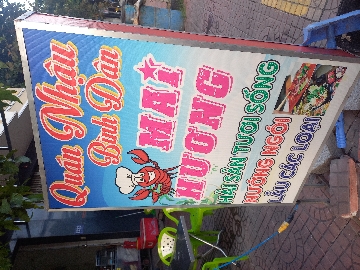 Quán Nhậu
Bình Dân
MAI
HƯƠNG
HẢI SẢN TƯƠI SỐNG
NƯỚNG NGÓI
LẨU CÁC LOẠI